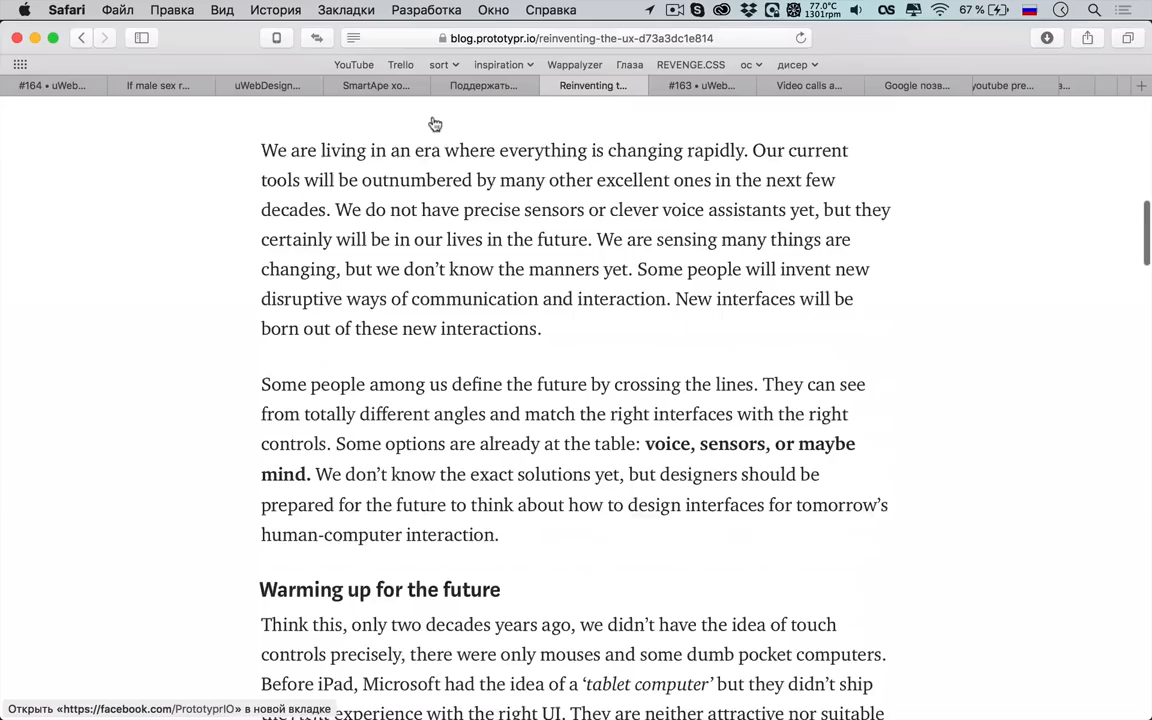 Safari Файл Правка Вид История Закладки Разработка Окно Справка 77.0°C 1301rpm OS 67 %
blog.prototypr.io/reinventing-the-ux-d73a3dc1e814
YouTube Trello sort inspiration Wappalyzer Глаза REVENGE.CSS ос дисер
#164 • uWeb... If male sex r... uWebDesign... SmartApe хо... Поддержать... Reinventing t... #163 • uWeb... Video calls a... Google позв... youtube pre...
We are living in an era where everything is changing rapidly. Our current
tools will be outnumbered by many other excellent ones in the next few
decades. We do not have precise sensors or clever voice assistants yet, but they
certainly will be in our lives in the future. We are sensing many things are
changing, but we don’t know the manners yet. Some people will invent new
disruptive ways of communication and interaction. New interfaces will be
born out of these new interactions.
Some people among us define the future by crossing the lines. They can see
from totally different angles and match the right interfaces with the right
controls. Some options are already at the table: voice, sensors, or maybe
mind. We don’t know the exact solutions yet, but designers should be
prepared for the future to think about how to design interfaces for tomorrow’s
human-computer interaction.
Warming up for the future
Think this, only two decades years ago, we didn’t have the idea of touch
controls precisely, there were only mouses and some dumb pocket computers.
Before iPad, Microsoft had the idea of a ‘tablet computer’ but they didn’t ship
experience with the right UI. They are neither attractive nor suitable
Открыть «https://facebook.com/PrototyprIO» в новой вкладке